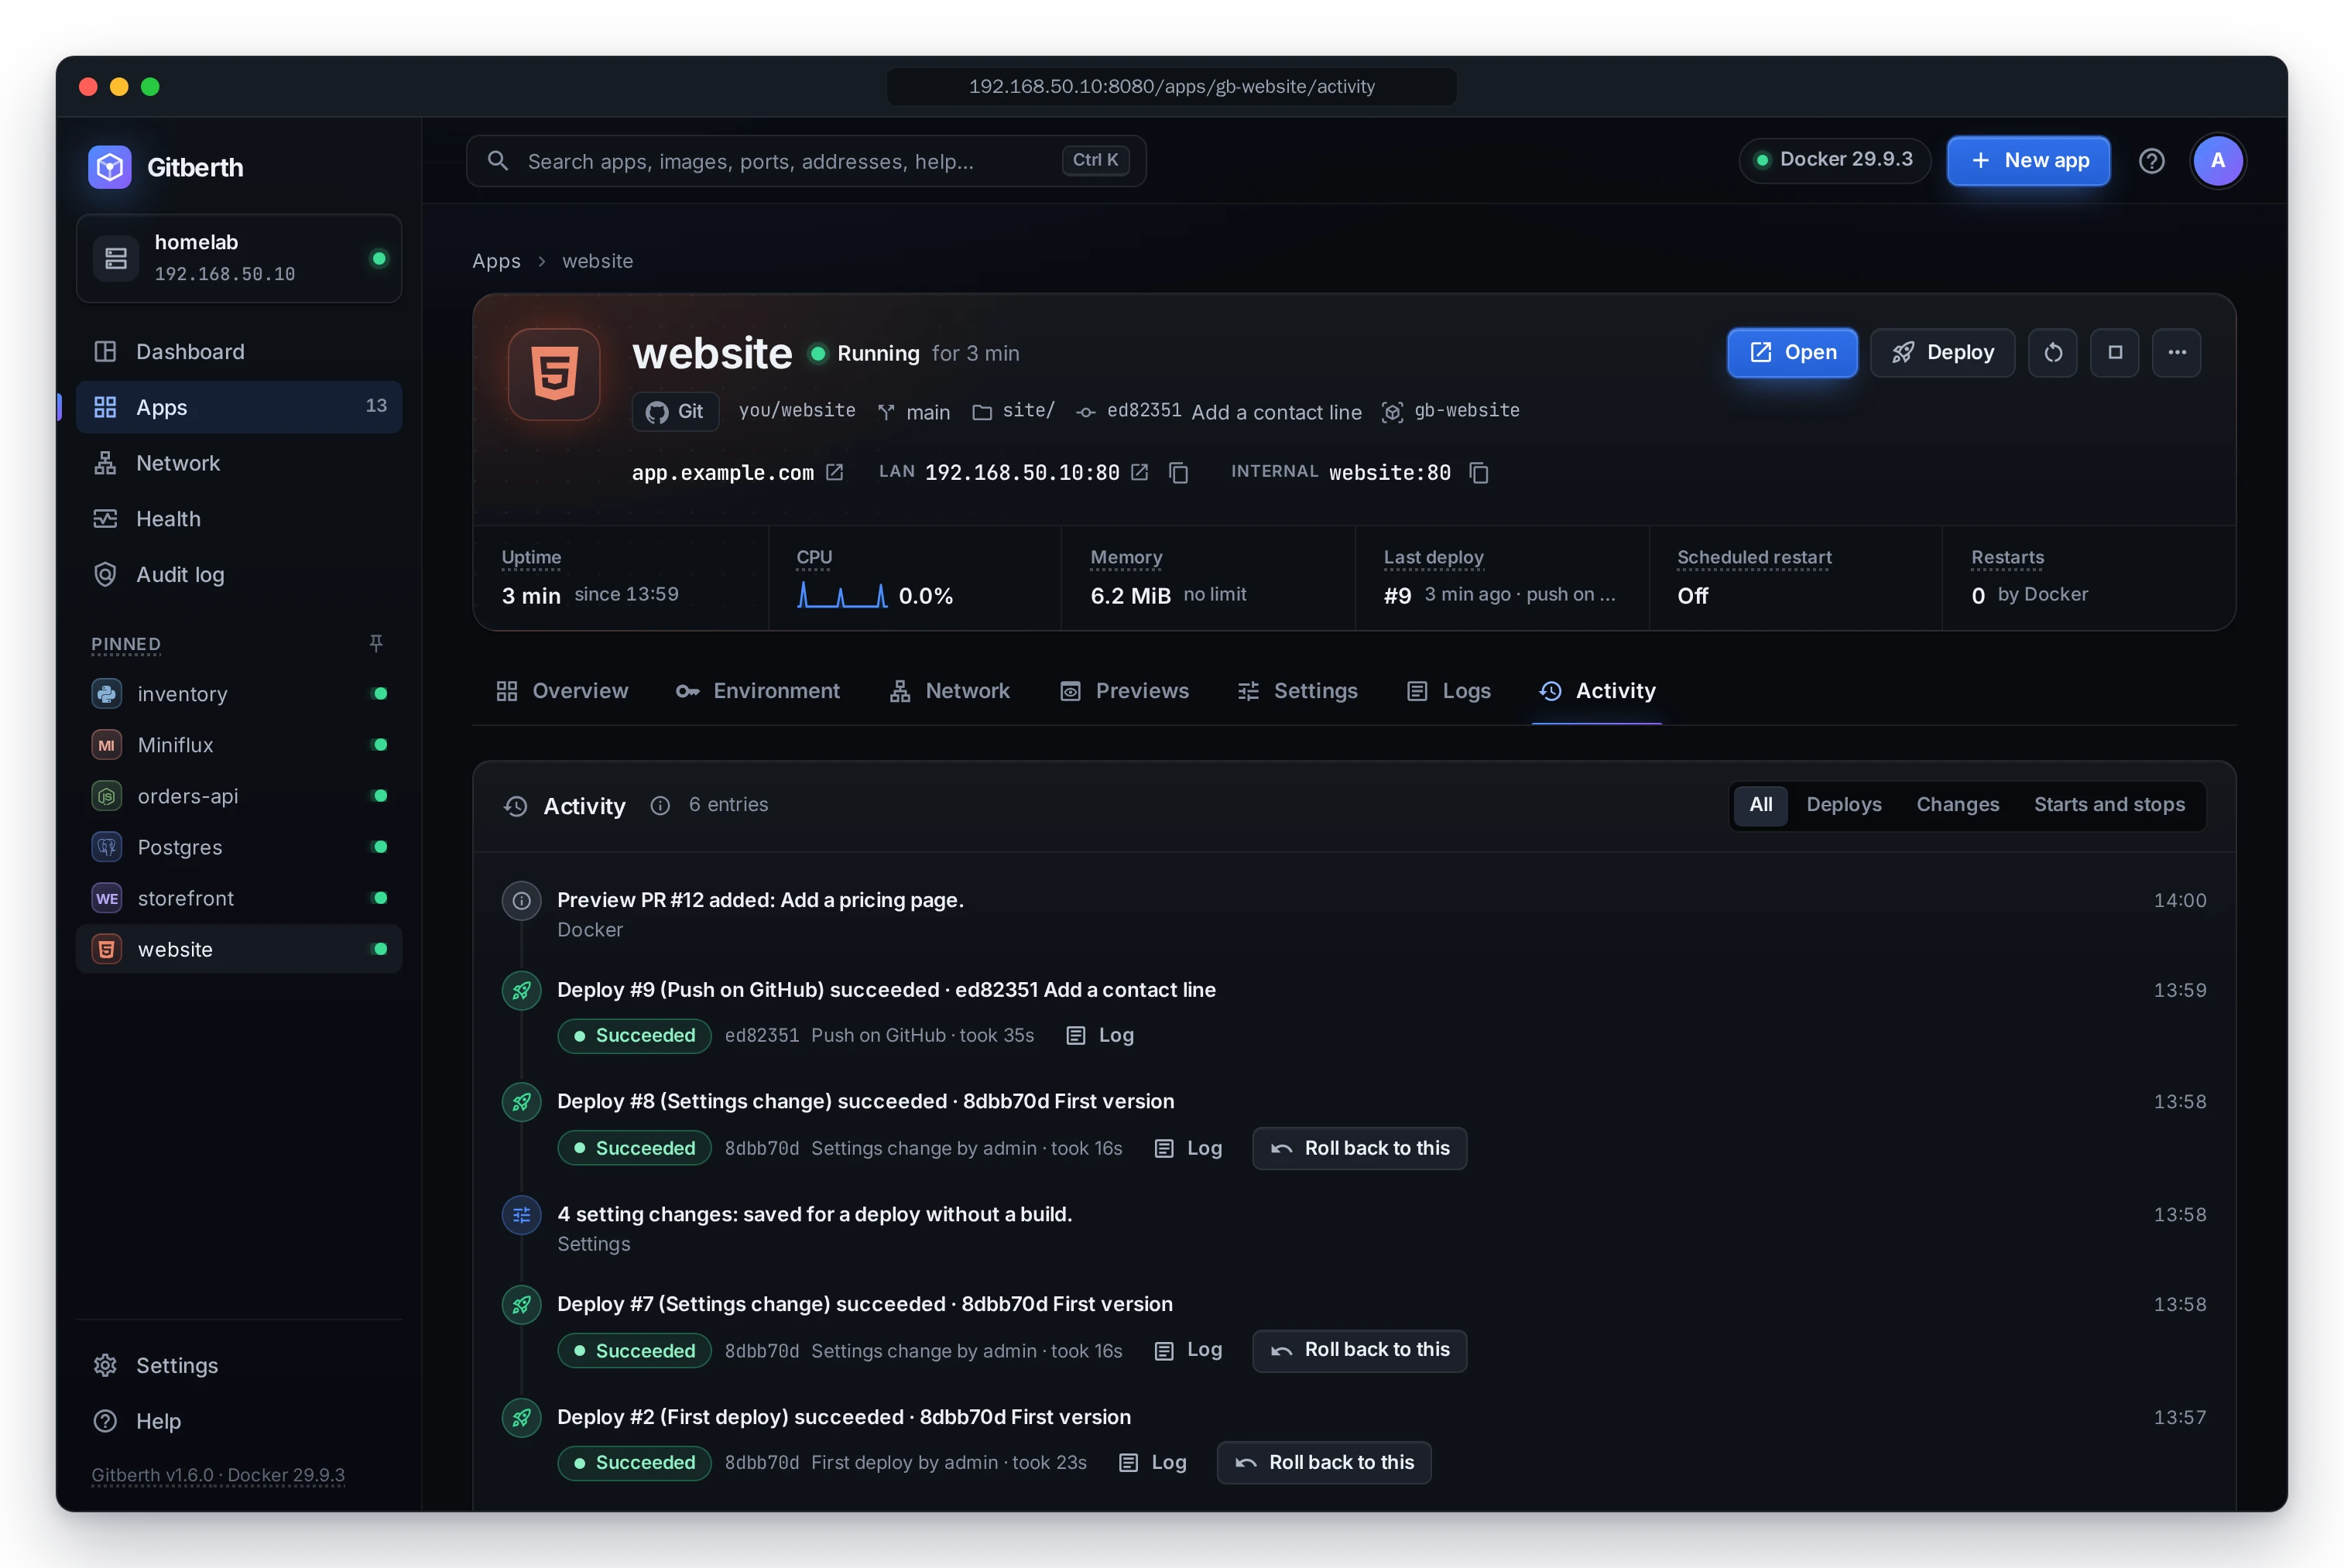 192.168.50.10:8080/apps/gb-website/activity
Gitberth
Search apps, images, ports, addresses, help... Ctrl K
Docker 29.9.3
New app
A
homelab
192.168.50.10
Dashboard
Apps 13
Network
Health
Audit log
PINNED
inventory
MI Miniflux
orders-api
Postgres
WE storefront
website
Settings
Help
Gitberth v1.6.0 · Docker 29.9.3
Apps > website
website Running for 3 min
Open Deploy
Git you/website main site/ ed82351 Add a contact line gb-website
app.example.com LAN 192.168.50.10:80 INTERNAL website:80
Uptime
3 min since 13:59
CPU
0.0%
Memory
6.2 MiB no limit
Last deploy
#9 3 min ago · push on ...
Scheduled restart
Off
Restarts
0 by Docker
Overview Environment Network Previews Settings Logs Activity
Activity 6 entries
All Deploys Changes Starts and stops
Preview PR #12 added: Add a pricing page. 14:00
Docker
Deploy #9 (Push on GitHub) succeeded · ed82351 Add a contact line 13:59
Succeeded ed82351 Push on GitHub · took 35s Log
Deploy #8 (Settings change) succeeded · 8dbb70d First version 13:58
Succeeded 8dbb70d Settings change by admin · took 16s Log Roll back to this
4 setting changes: saved for a deploy without a build. 13:58
Settings
Deploy #7 (Settings change) succeeded · 8dbb70d First version 13:58
Succeeded 8dbb70d Settings change by admin · took 16s Log Roll back to this
Deploy #2 (First deploy) succeeded · 8dbb70d First version 13:57
Succeeded 8dbb70d First deploy by admin · took 23s Log Roll back to this